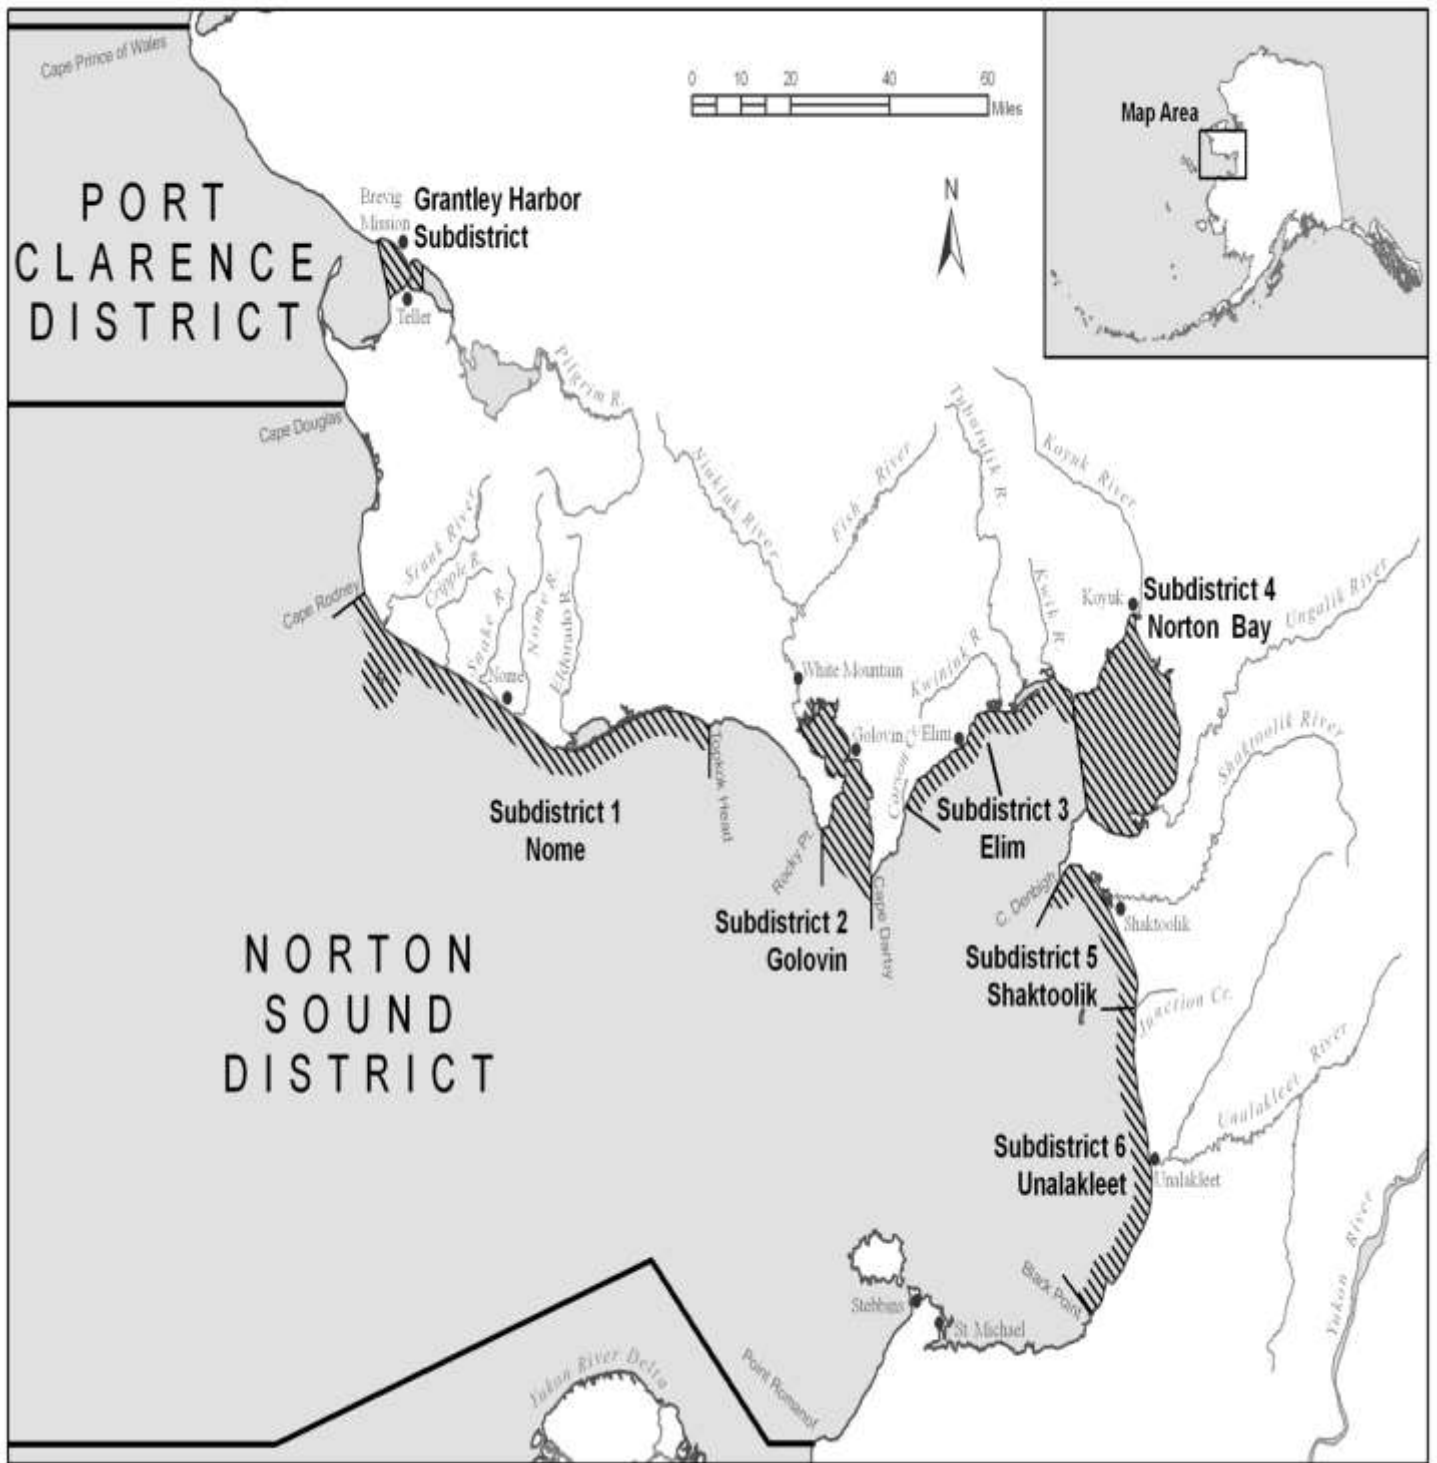 Cape Prince of Wales
0 10 20 40 60
Miles
Map Area
PORT
CLARENCE
DISTRICT
Brevig
Mission
Grantley Harbor
Subdistrict
N
Teller
Pilgrim R.
Cape Douglas
Niukluk River
Fish River
Tubutulik R.
Koyuk River
Sinuk River
Cripple R.
Snake R.
Nome R.
Eldorado R.
Cape Rodney
Nome
Kwik R.
Koyuk
Subdistrict 4
Norton Bay
Ungalik River
White Mountain
Kwiniuk R.
Golovin
Elim
Carson Cr.
Topkok Head
Shaktoolik River
Subdistrict 1
Nome
Subdistrict 3
Elim
Rocky Pt.
Cape Darby
C. Denbigh
Subdistrict 2
Golovin
Shaktoolik
Subdistrict 5
Shaktoolik
Junction Cr.
NORTON
SOUND
DISTRICT
Unalakleet River
Subdistrict 6
Unalakleet
Unalakleet
Black Point
Stebbins
St. Michael
Yukon River
Yukon River Delta
Point Romanof